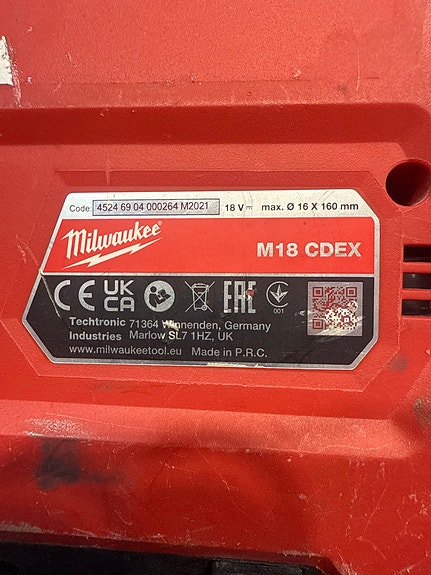 Code: 4524 69 04 000264 M2021 18 V⎓ max. Ø 16 X 160 mm
Milwaukee®
M18 CDEX
CE UK CA EAC 001
Techtronic 71364 Winnenden, Germany
Industries Marlow SL7 1HZ, UK
www.milwaukeetool.eu Made in P.R.C.